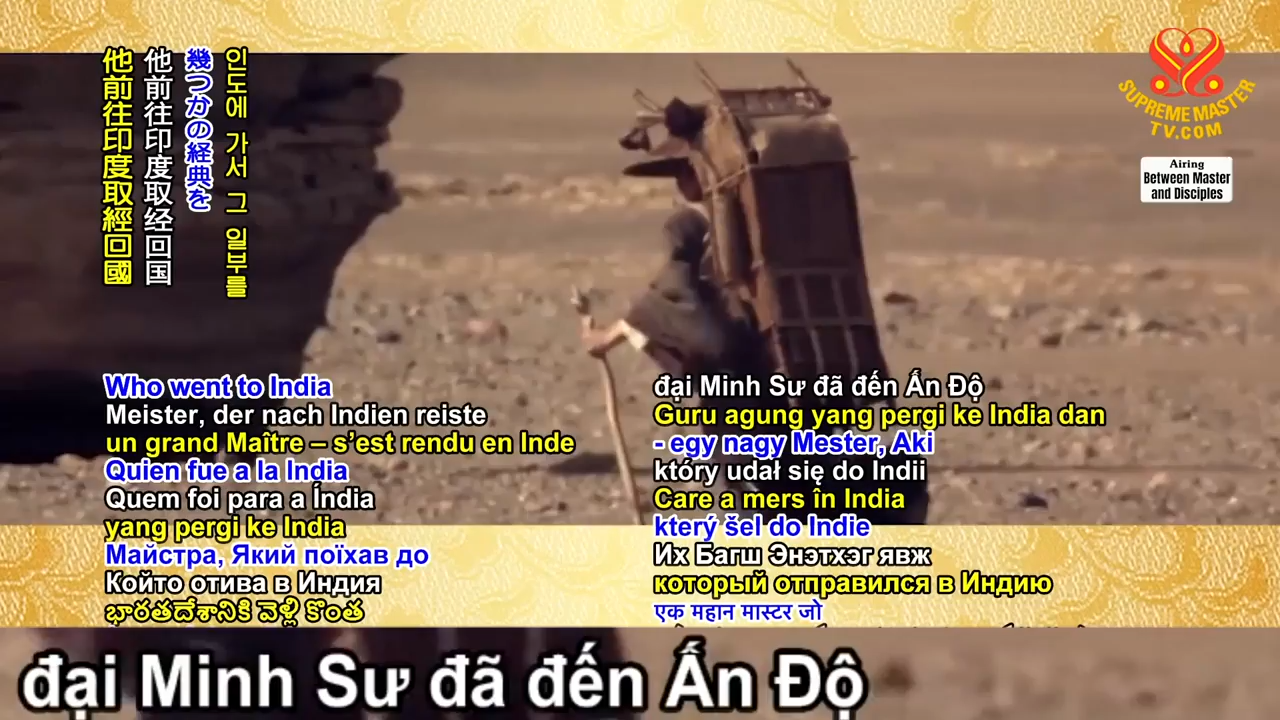 他前往印度取經回國
他前往印度取经回国
幾つかの経典を
인도에 가서 그 일부를
SUPREME MASTER
TV.COM
Airing
Between Master
and Disciples
Who went to India
Meister, der nach Indien reiste
un grand Maître – s’est rendu en Inde
Quien fue a la India
Quem foi para a Índia
yang pergi ke India
Майстра, Який поїхав до
Който отива в Индия
భారతదేశానికి వెళ్లి కొంత
đại Minh Sư đã đến Ấn Độ
Guru agung yang pergi ke India dan
- egy nagy Mester, Aki
który udał się do Indii
Care a mers în India
který šel do Indie
Их Багш Энэтхэг явж
который отправился в Индию
एक महान मास्टर जो
đại Minh Sư đã đến Ấn Độ